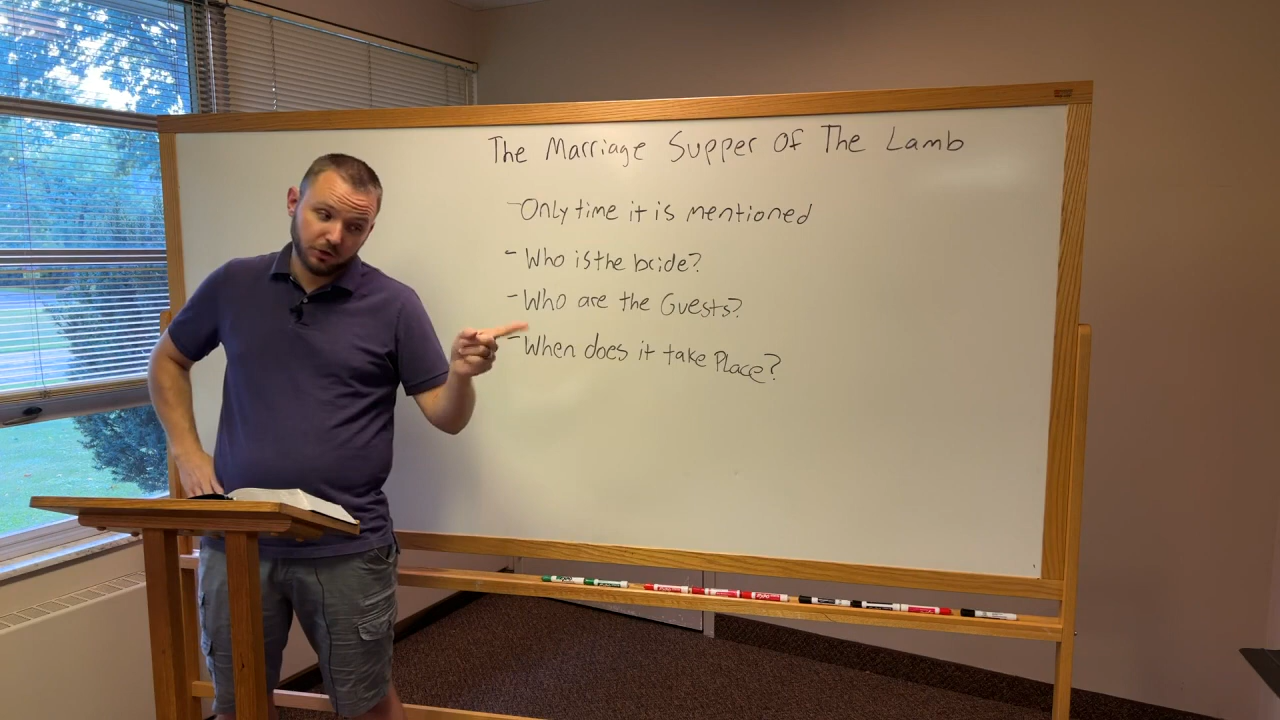 The Marriage Supper Of The Lamb
- Only time it is mentioned
- Who is the bride?
- Who are the Guests?
- When does it take Place?